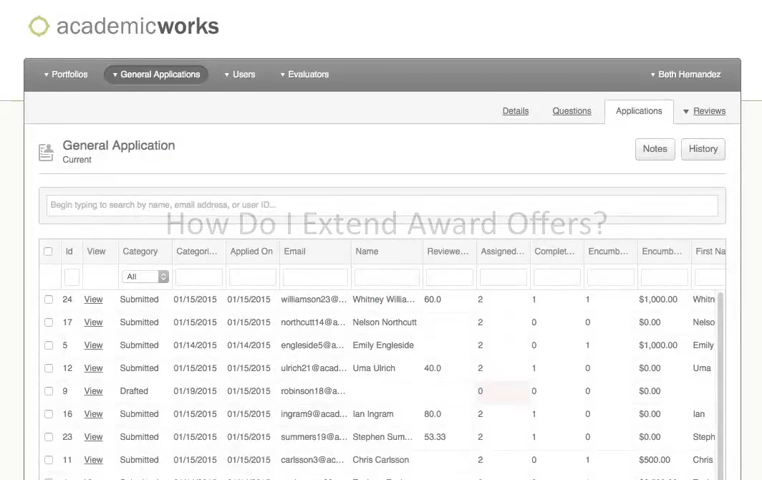 academicworks
Portfolios General Applications Users Evaluators Beth Hernandez
Details Questions Applications Reviews
General Application
Current
Notes History
Begin typing to search by name, email address, or user ID...
How Do I Extend Award Offers?
Id View Category Categori... Applied On Email Name Reviewe... Assigned... Complet... Encumb... Encumb... First Na
All
24 View Submitted 01/15/2015 01/15/2015 williamson23@... Whitney Willia... 60.0 2 1 1 $1,000.00 Whitn
17 View Submitted 01/15/2015 01/15/2015 northcutt14@a... Nelson Northcutt 2 0 0 $0.00 Nelso
5 View Submitted 01/14/2015 01/14/2015 engleside5@a... Emily Engleside 2 0 1 $1,000.00 Emily
12 View Submitted 01/15/2015 01/15/2015 ulrich21@acad... Uma Ulrich 40.0 2 1 0 $0.00 Uma
9 View Drafted 01/19/2015 01/19/2015 robinson18@a... 0 0 0 $0.00
16 View Submitted 01/15/2015 01/15/2015 ingram9@acad... Ian Ingram 80.0 2 1 0 $0.00 Ian
23 View Submitted 01/15/2015 01/15/2015 summers19@a... Stephen Sum... 53.33 2 1 0 $0.00 Steph
11 View Submitted 01/15/2015 01/15/2015 carlsson3@ac... Chris Carlsson 2 0 1 $500.00 Chris